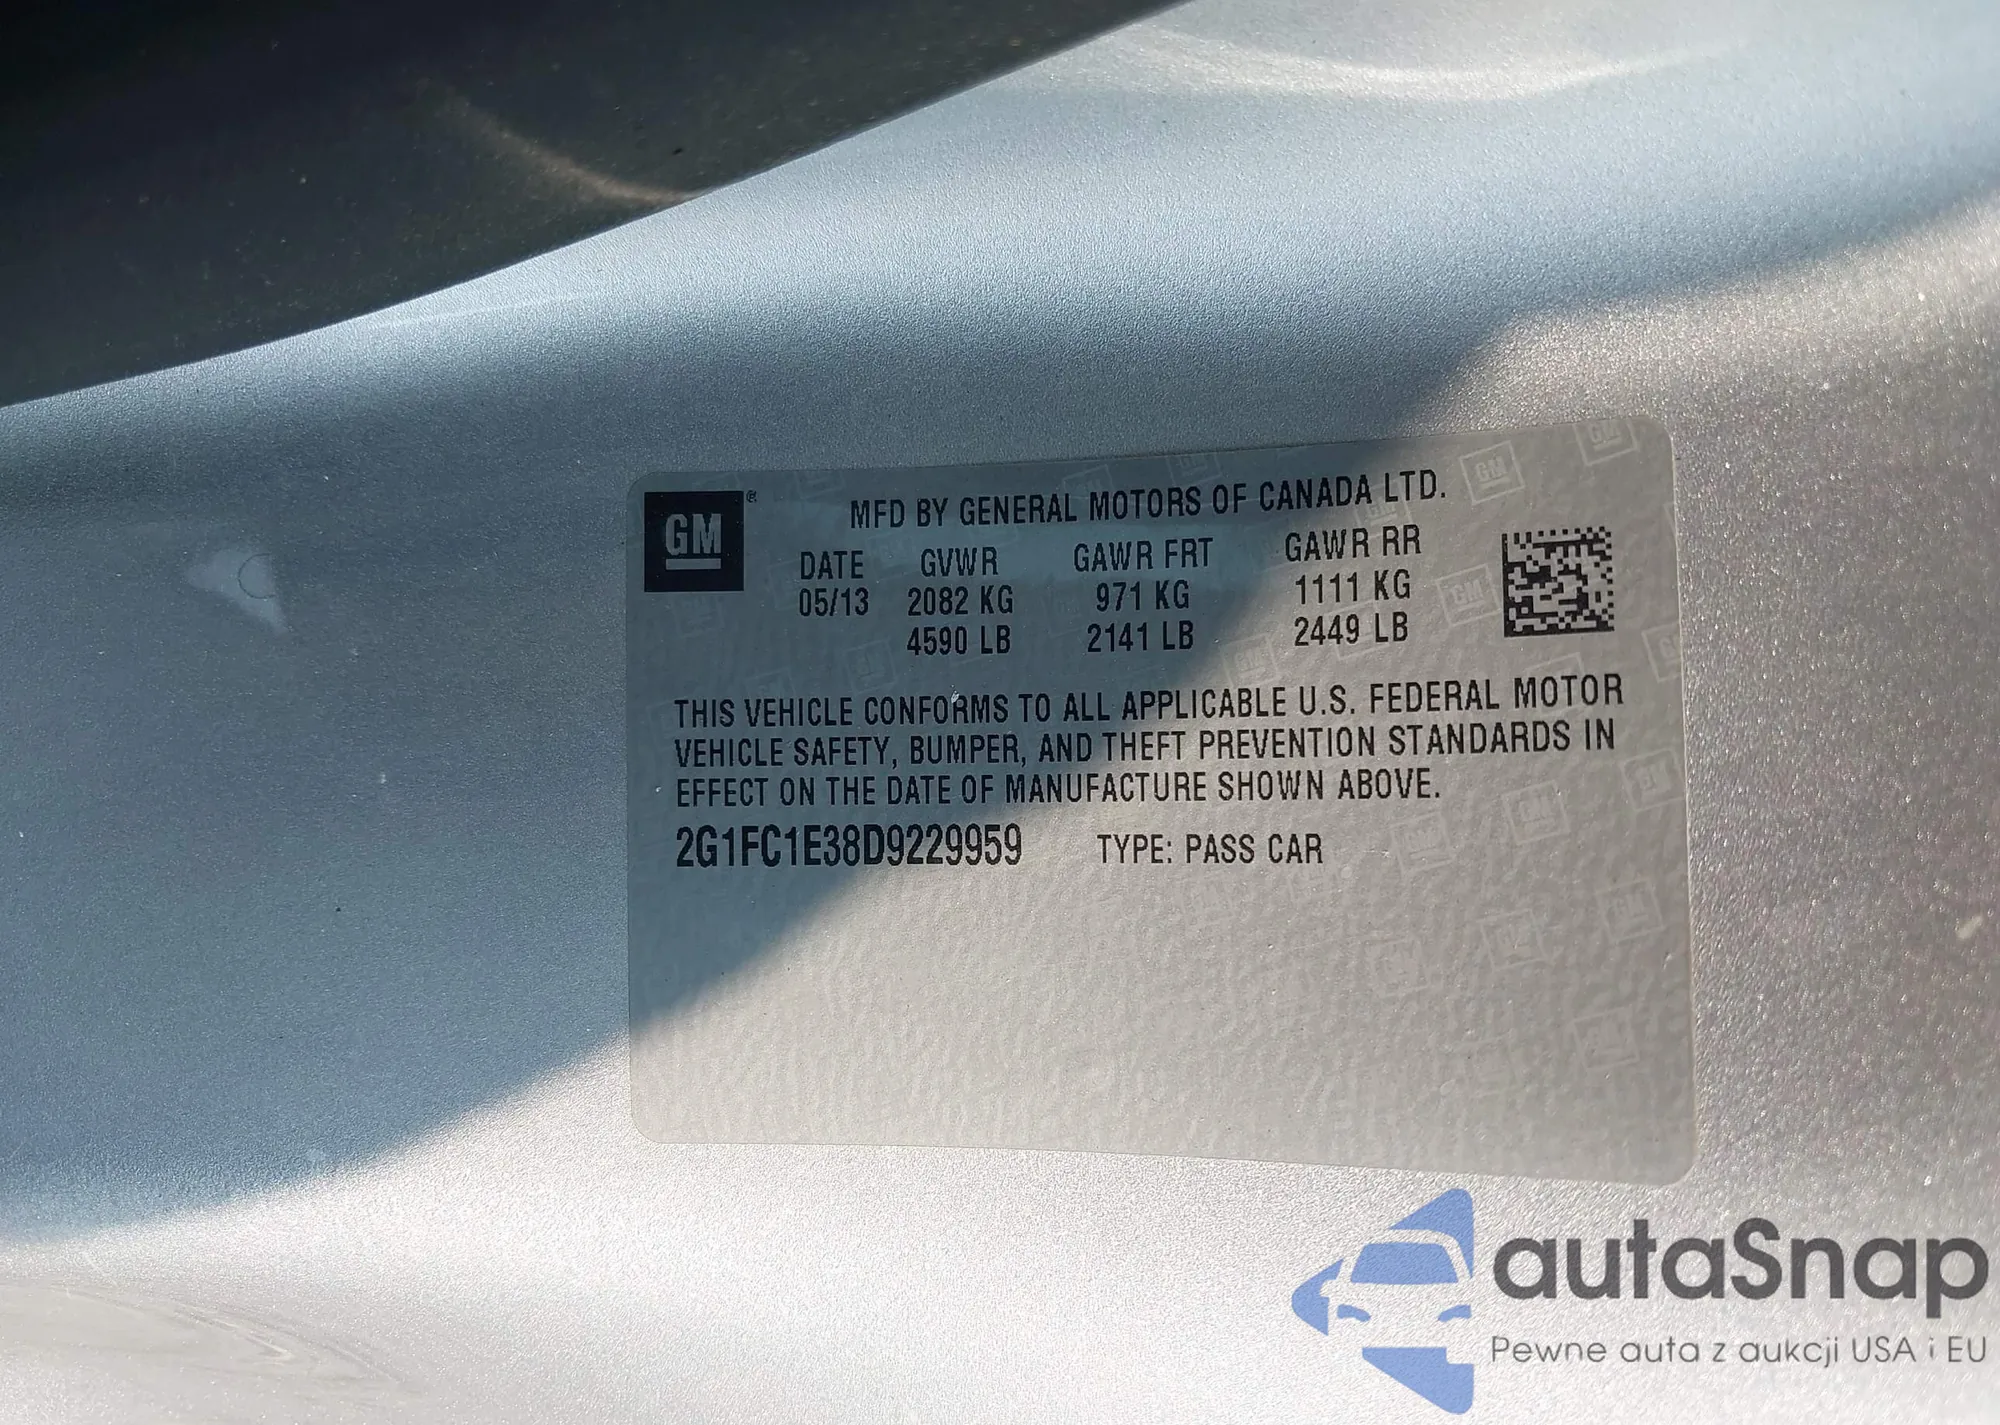 GM ®
MFD BY GENERAL MOTORS OF CANADA LTD.
DATE GVWR GAWR FRT GAWR RR
05/13 2082 KG 971 KG 1111 KG
4590 LB 2141 LB 2449 LB
THIS VEHICLE CONFORMS TO ALL APPLICABLE U.S. FEDERAL MOTOR
VEHICLE SAFETY, BUMPER, AND THEFT PREVENTION STANDARDS IN
EFFECT ON THE DATE OF MANUFACTURE SHOWN ABOVE.
2G1FC1E38D9229959 TYPE: PASS CAR
autaSnap
Pewne auta z aukcji USA i EU